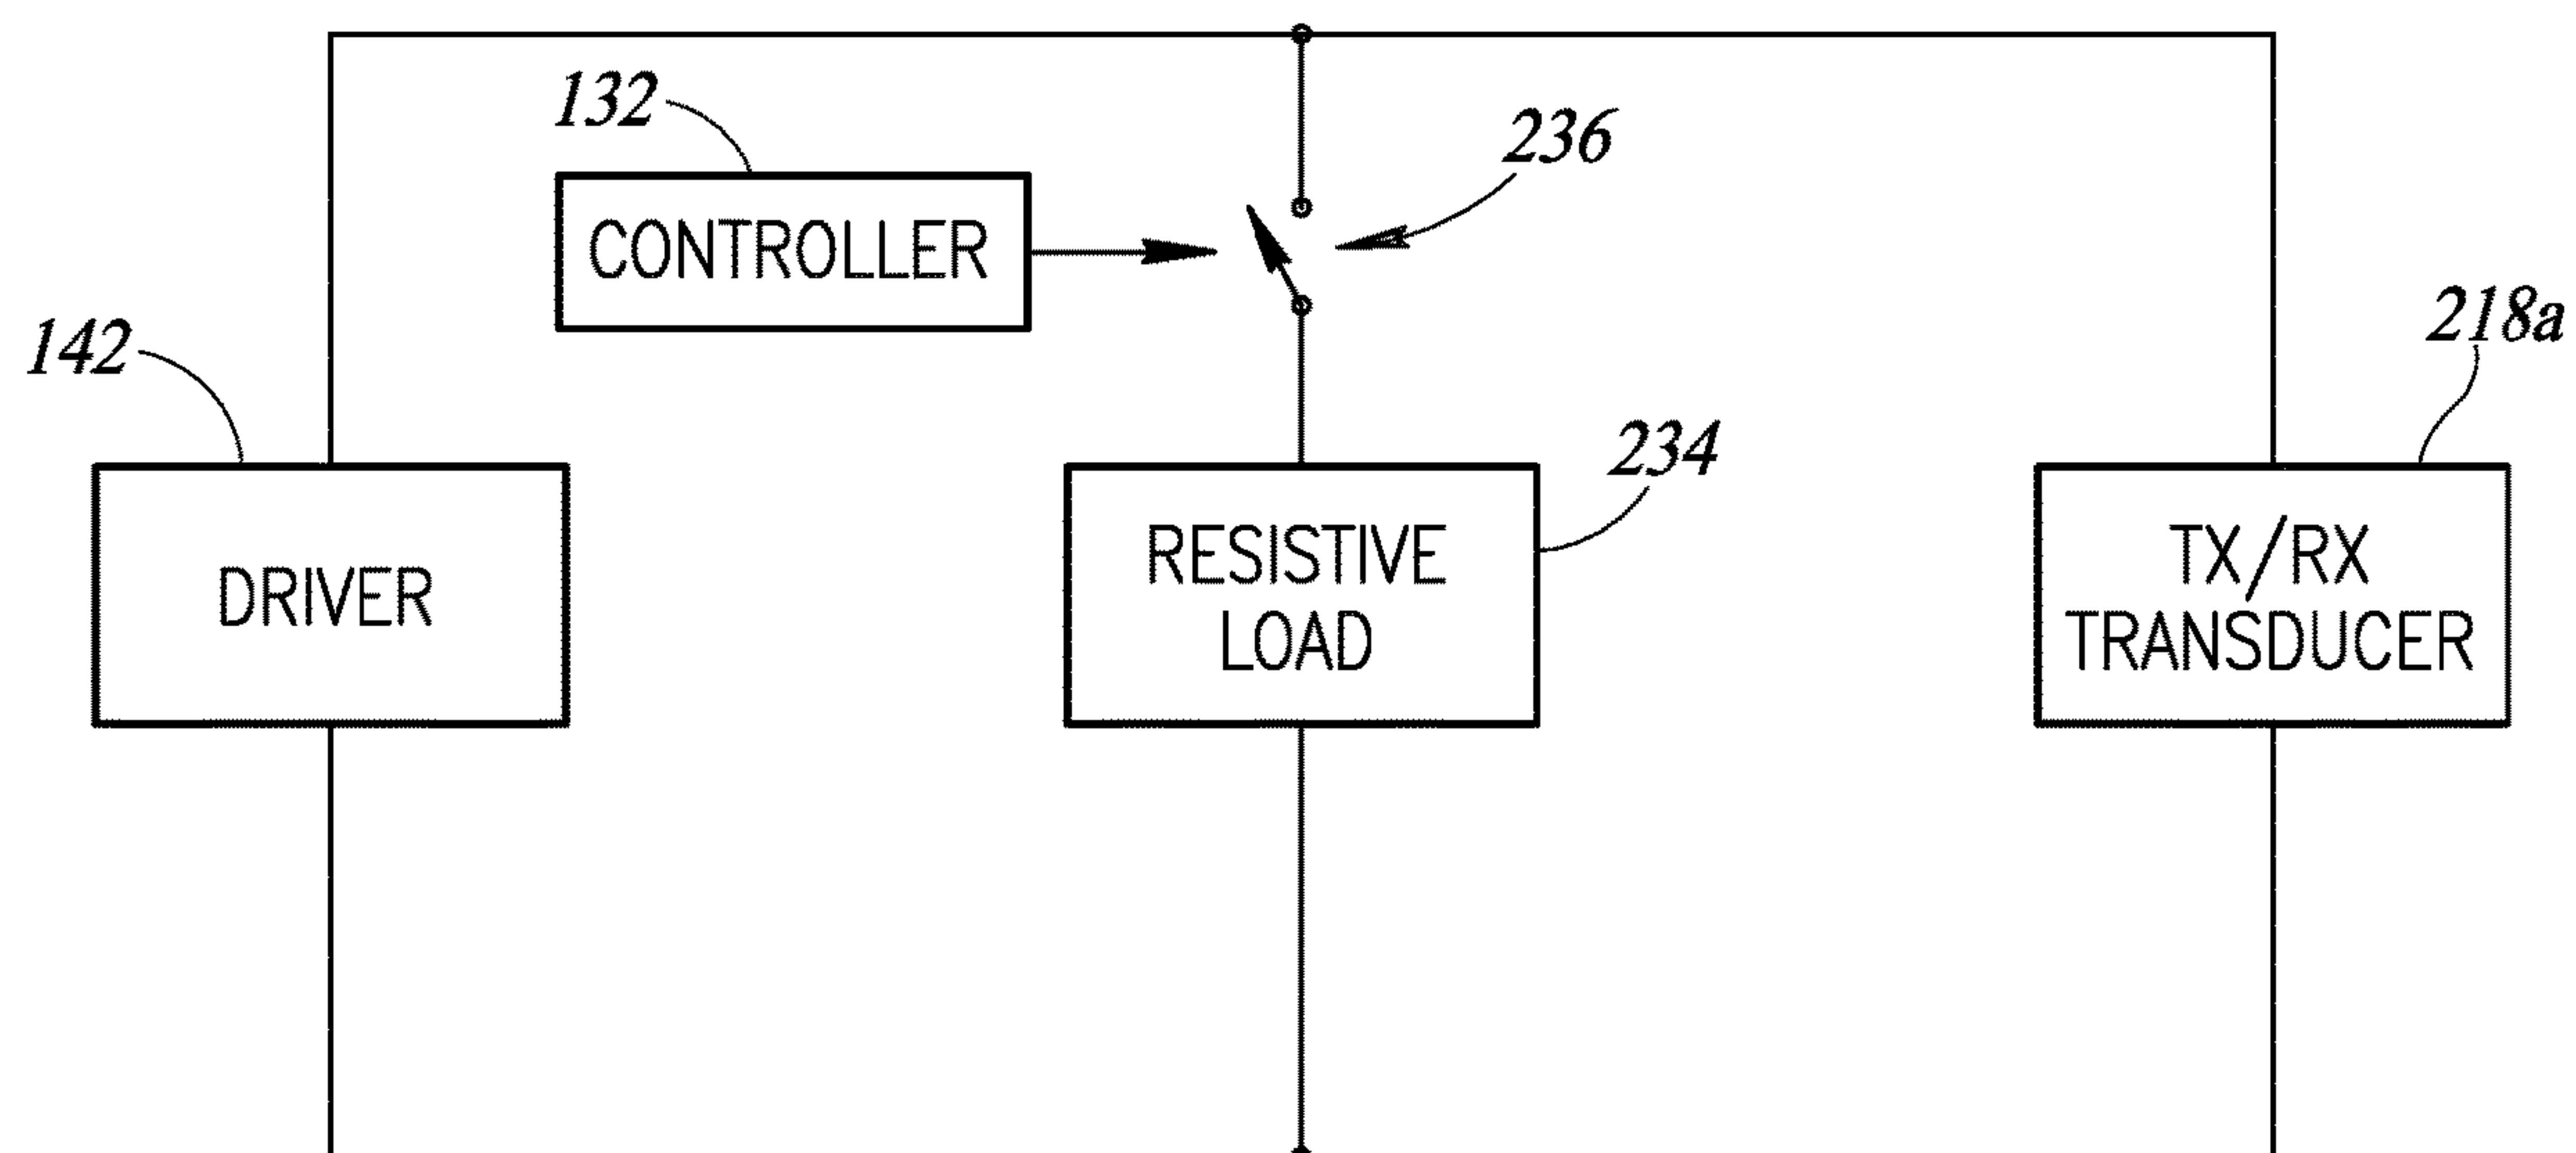 132
236
CONTROLLER
218a
142
234
RESISTIVE
LOAD
DRIVER
TX/RX
TRANSDUCER